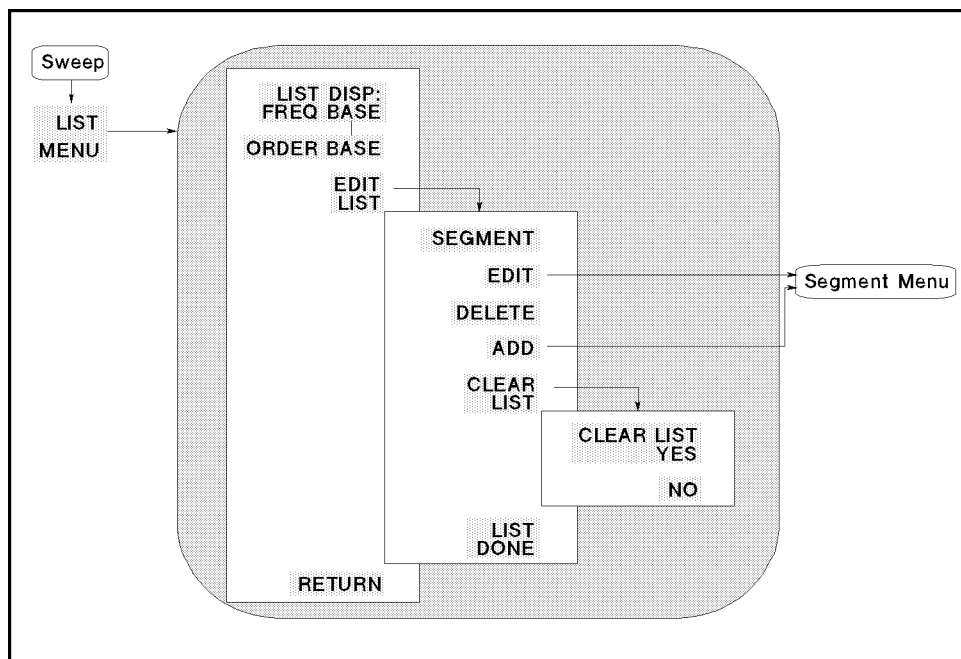 Sweep
LIST
MENU
LIST DISP:
FREQ BASE
ORDER BASE
EDIT
LIST
SEGMENT
EDIT
DELETE
ADD
CLEAR
LIST
Segment Menu
CLEAR LIST
YES
NO
LIST
DONE
RETURN